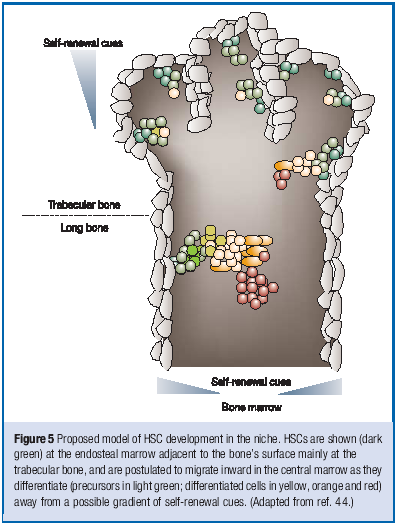 Self-renewal cues
Trabecular bone
Long bone
Self-renewal cues
Bone marrow
Figure 5 Proposed model of HSC development in the niche. HSCs are shown (dark
green) at the endosteal marrow adjacent to the bone's surface mainly at the
trabecular bone, and are postulated to migrate inward in the central marrow as they
differentiate (precursors in light green; differentiated cells in yellow, orange and red)
away from a possible gradient of self-renewal cues. (Adapted from ref. 44.)